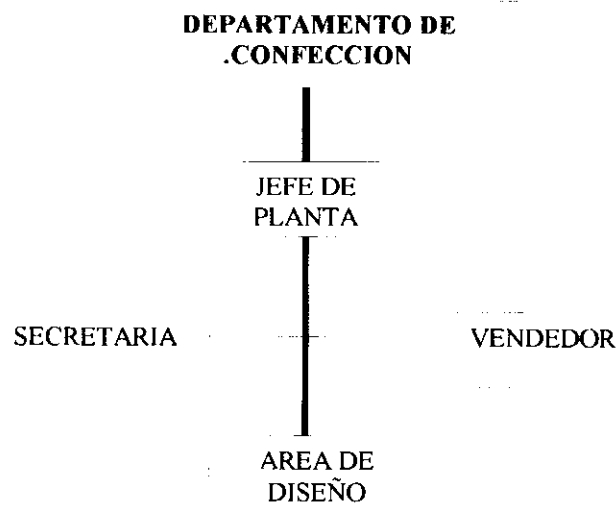 DEPARTAMENTO DE
.CONFECCION
JEFE DE
PLANTA
SECRETARIA
VENDEDOR
AREA DE
DISEÑO